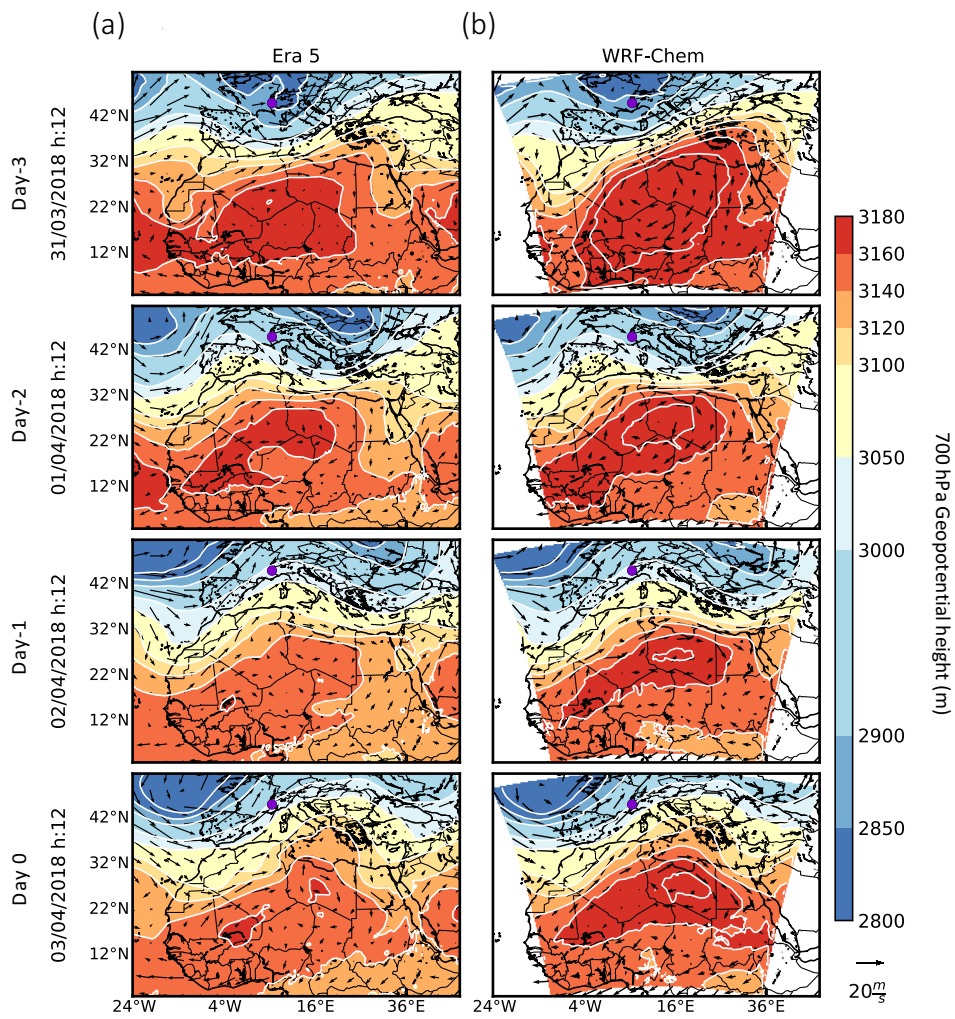 (a) (b)
Era 5 WRF-Chem
Day-3
31/03/2018 h:12
42°N
32°N
22°N
12°N
Day-2
01/04/2018 h:12
42°N
32°N
22°N
12°N
Day-1
02/04/2018 h:12
42°N
32°N
22°N
12°N
Day 0
03/04/2018 h:12
42°N
32°N
22°N
12°N
24°W 4°W 16°E 36°E 24°W 4°W 16°E 36°E
3180
3160
3140
3120
3100
3050
3000
2900
2850
2800
700 hPa Geopotential height (m)
20 m/s